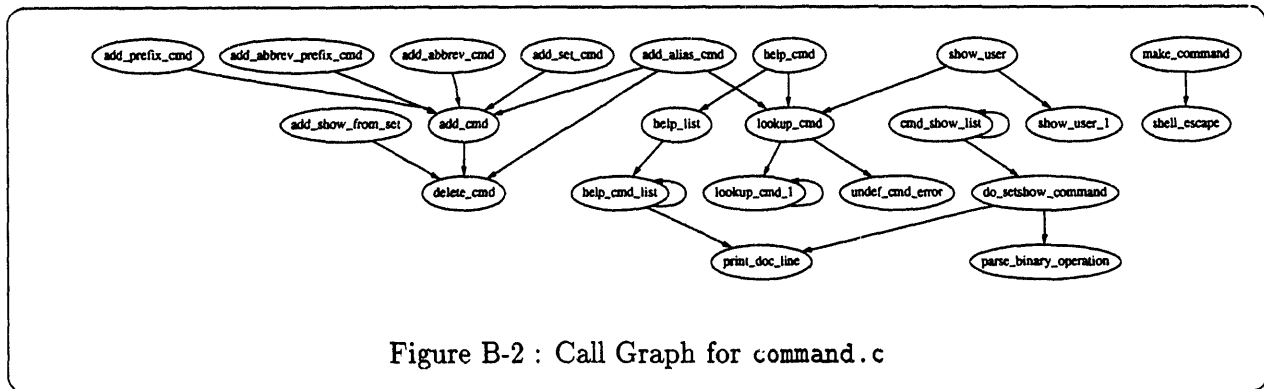 add_prefix_cmd add_abbrev_prefix_cmd add_abbrev_cmd add_set_cmd add_alias_cmd help_cmd show_user make_command
add_show_from_set add_cmd help_list lookup_cmd cmd_show_list show_user_1 shell_escape
delete_cmd help_cmd_list lookup_cmd_1 undef_cmd_error do_setshow_command
print_doc_line parse_binary_operation
Figure B-2 : Call Graph for command.c